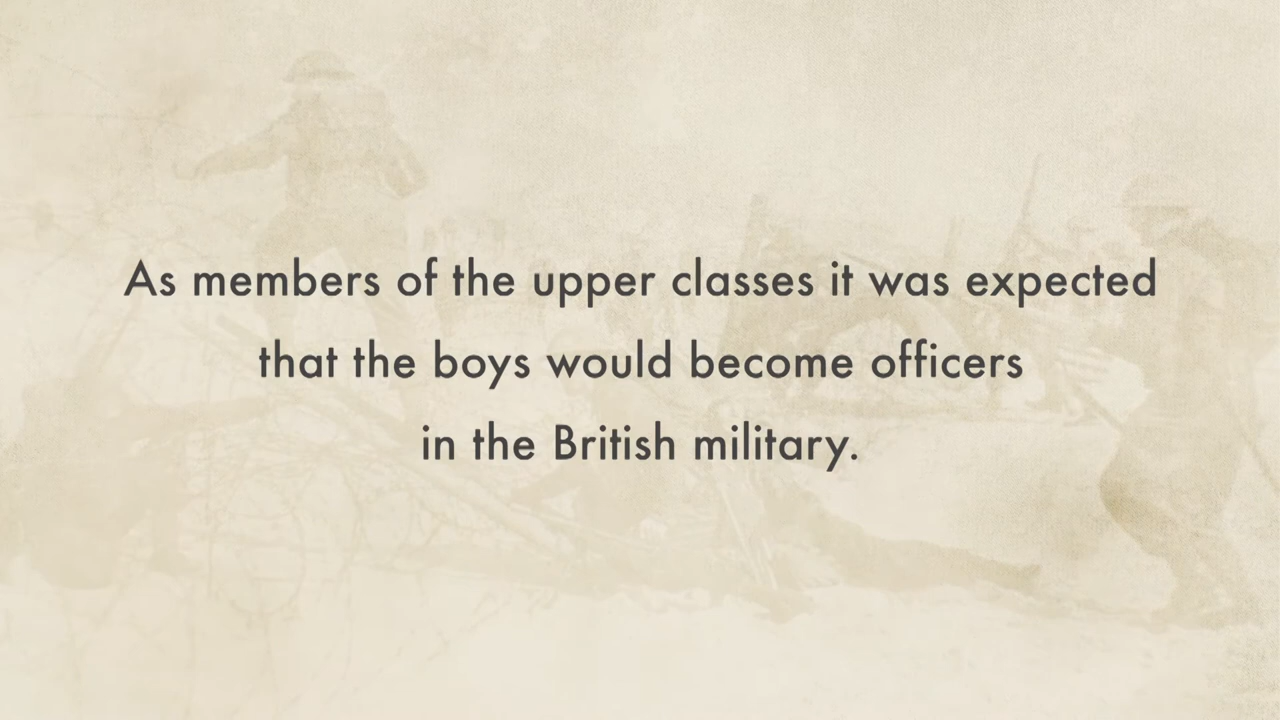 As members of the upper classes it was expected
that the boys would become officers
in the British military.